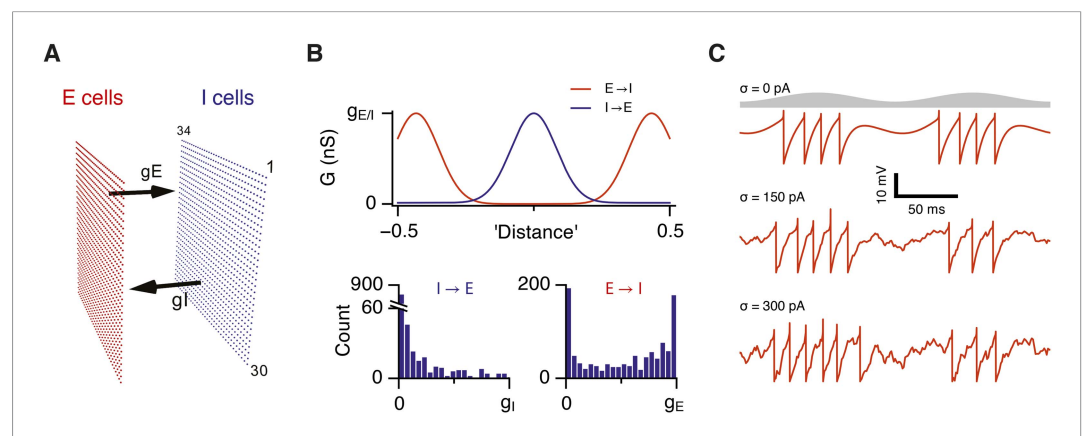 A
E cells
I cells
34
1
gE
gI
30
B
E→I
I→E
gE/I
G (nS)
0
−0.5
'Distance'
0.5
900
60
I → E
Count
0
0
gI
200
E → I
0
0
gE
C
σ = 0 pA
10 mV
50 ms
σ = 150 pA
σ = 300 pA